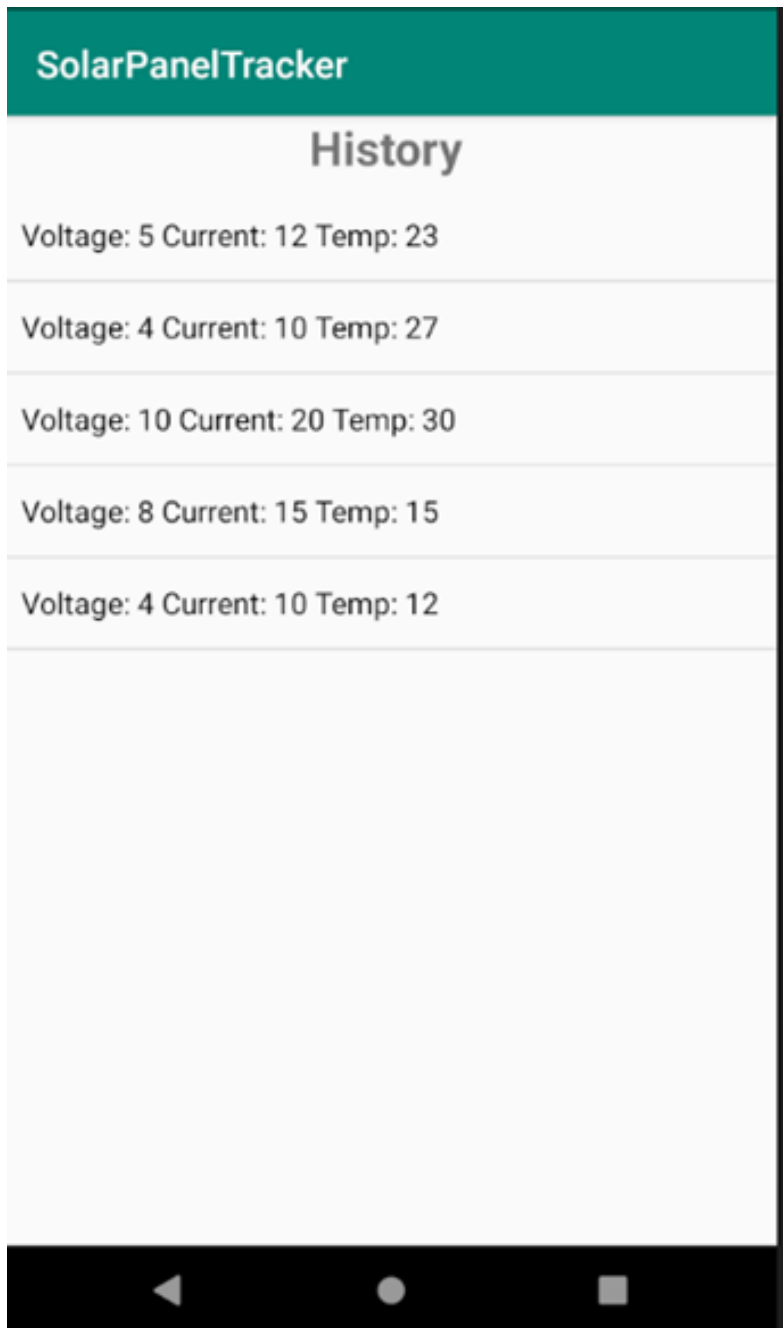 SolarPanelTracker
History
Voltage: 5 Current: 12 Temp: 23
Voltage: 4 Current: 10 Temp: 27
Voltage: 10 Current: 20 Temp: 30
Voltage: 8 Current: 15 Temp: 15
Voltage: 4 Current: 10 Temp: 12